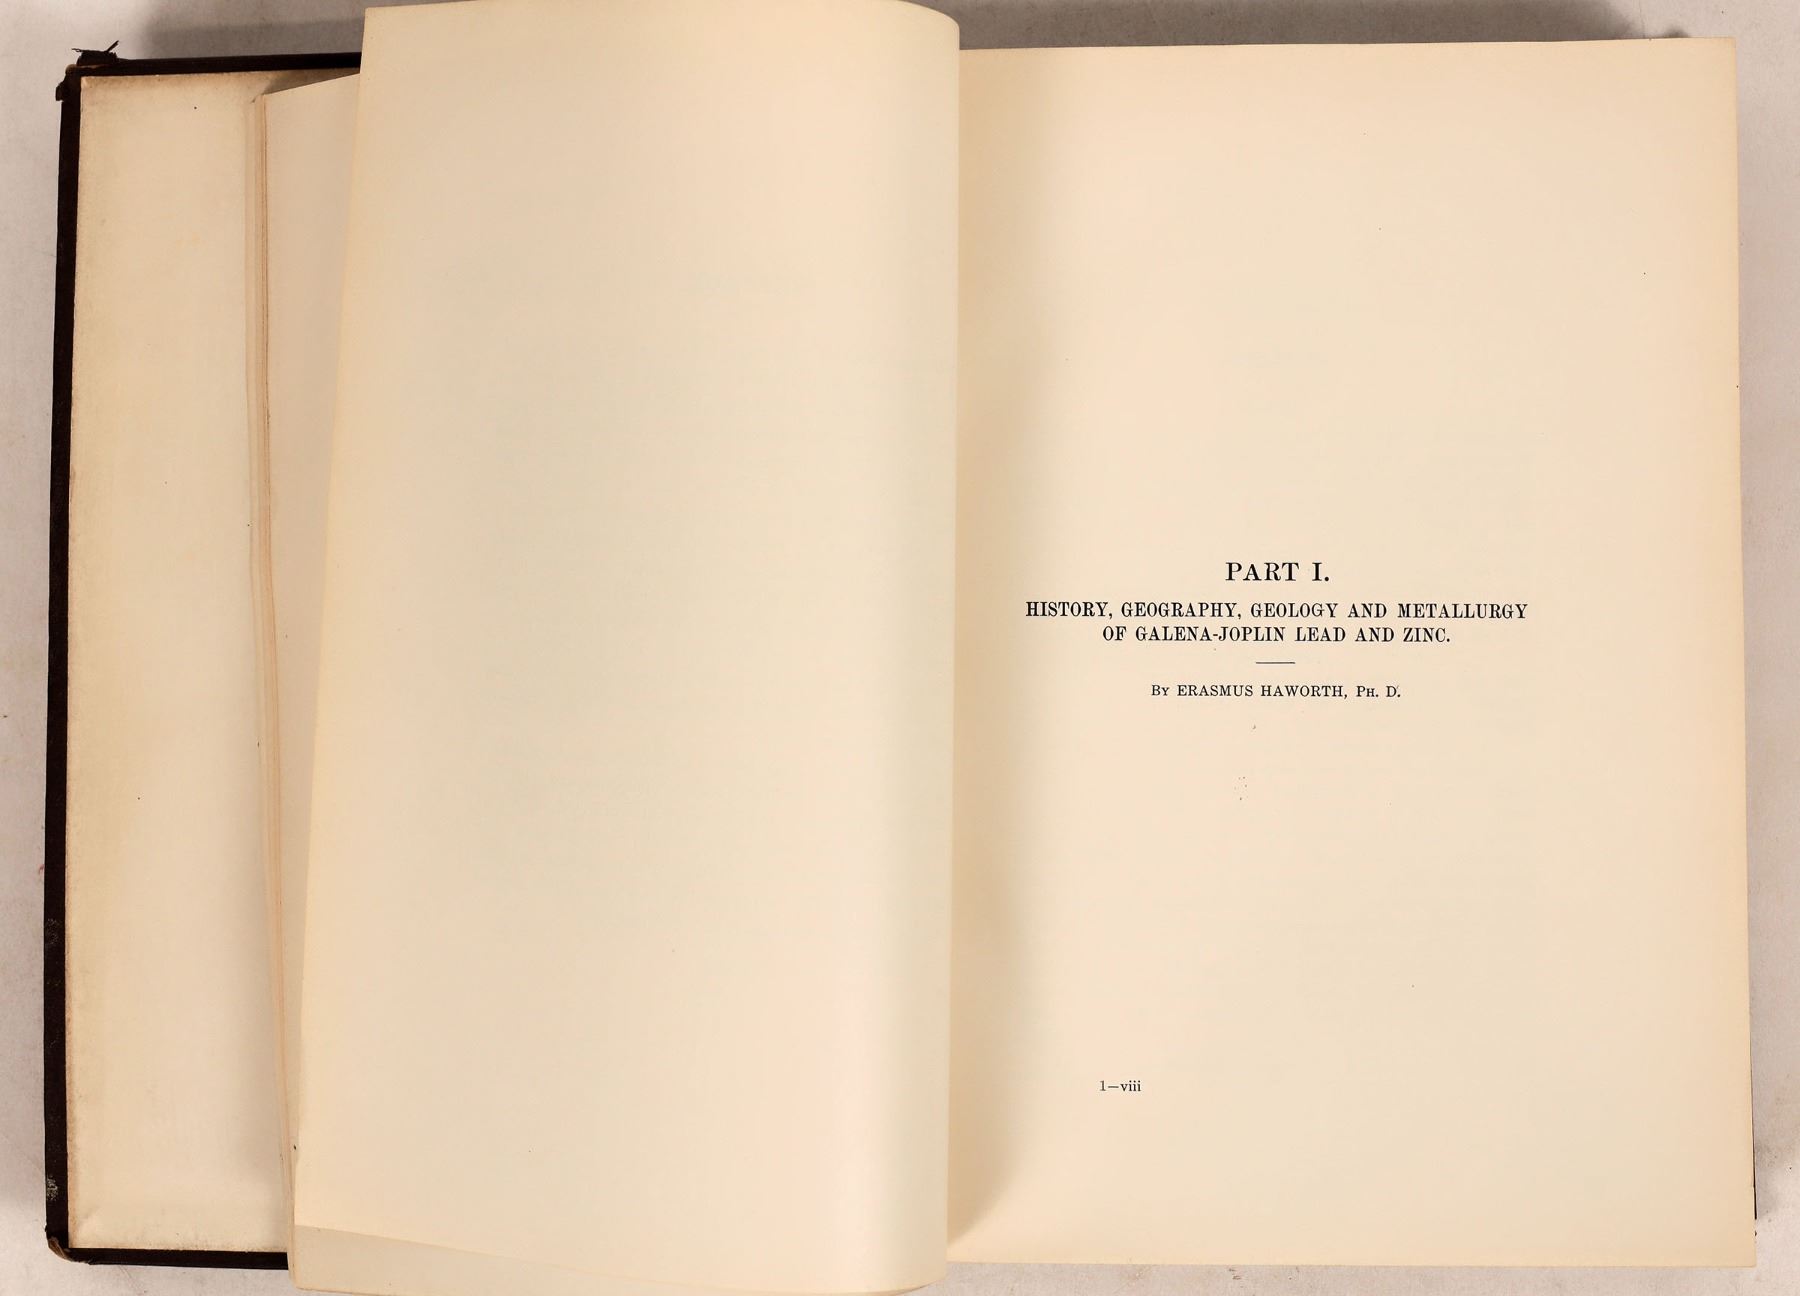 PART I.
HISTORY, GEOGRAPHY, GEOLOGY AND METALLURGY
OF GALENA-JOPLIN LEAD AND ZINC.
By ERASMUS HAWORTH, Ph. D.
1—viii